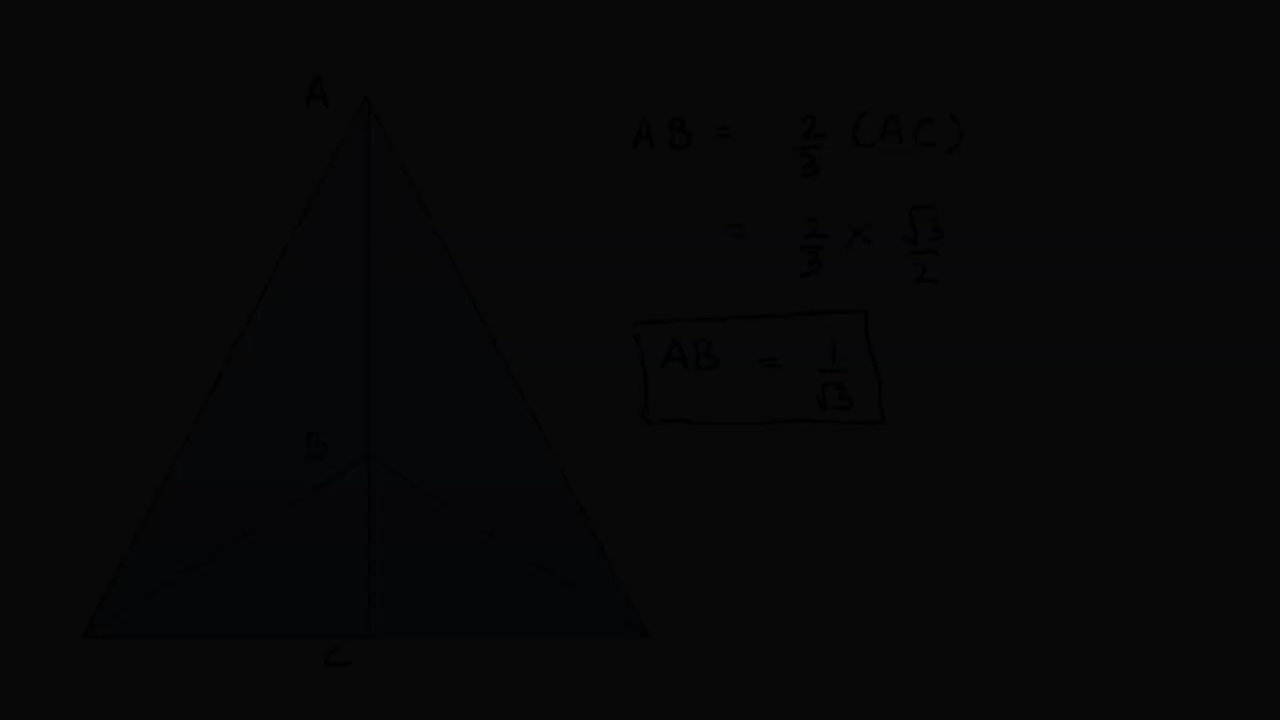 A
AB = 2/3 (AC)
= 2/3 × √3/2
AB = 1/√3
B
C